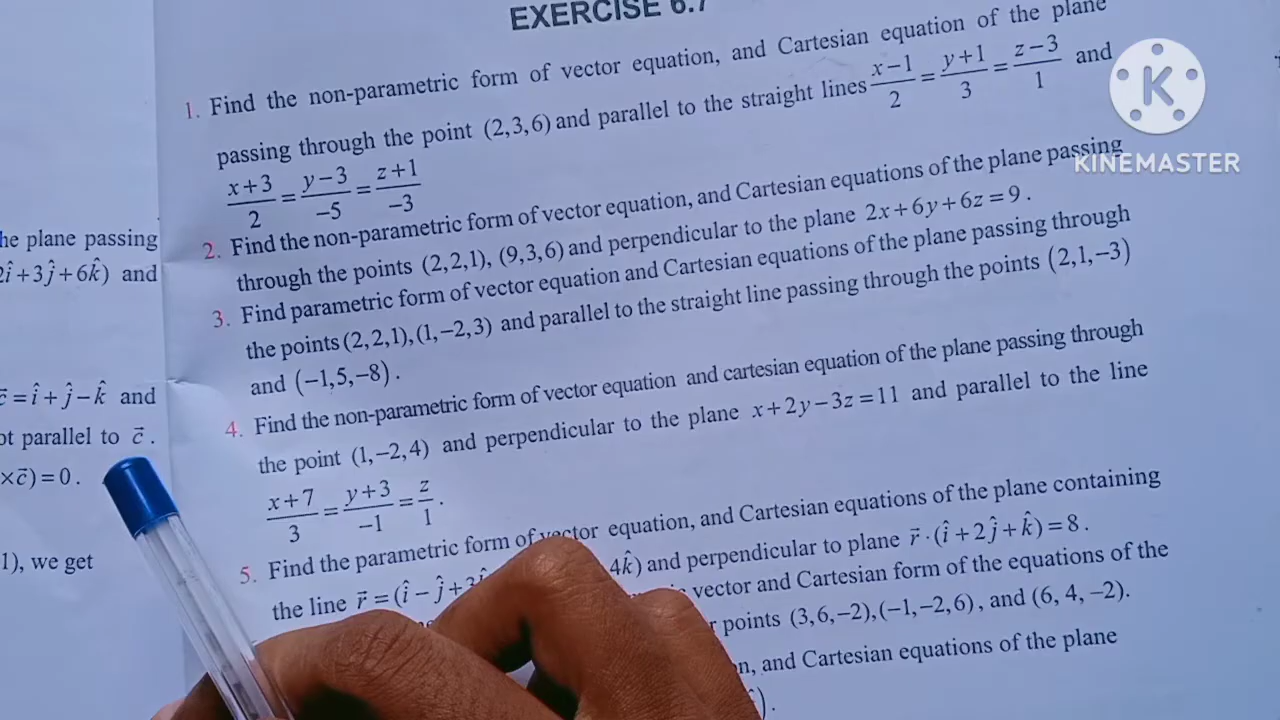 EXERCISE 6.7
1. Find the non-parametric form of vector equation, and Cartesian equation of the plane
passing through the point (2,3,6) and parallel to the straight lines (x−1)/2 = (y+1)/3 = (z−3)/1 and
(x+3)/2 = (y−3)/−5 = (z+1)/−3
2. Find the non-parametric form of vector equation, and Cartesian equations of the plane passing
through the points (2,2,1), (9,3,6) and perpendicular to the plane 2x+6y+6z=9.
3. Find parametric form of vector equation and Cartesian equations of the plane passing through
the points (2,2,1),(1,−2,3) and parallel to the straight line passing through the points (2,1,−3)
and (−1,5,−8).
4. Find the non-parametric form of vector equation and cartesian equation of the plane passing through
the point (1,−2,4) and perpendicular to the plane x+2y−3z=11 and parallel to the line
(x+7)/3 = (y+3)/−1 = z/1.
5. Find the parametric form of vector equation, and Cartesian equations of the plane containing
the line r⃗ = (î − ĵ + 4k̂) and perpendicular to plane r⃗·(î+2ĵ+k̂)=8.
vector and Cartesian form of the equations of the
points (3,6,−2),(−1,−2,6), and (6,4,−2).
and Cartesian equations of the plane
he plane passing
î+3ĵ+6k̂) and
c⃗=î+ĵ−k̂ and
ot parallel to c⃗.
×c⃗)=0.
1), we get
KINEMASTER